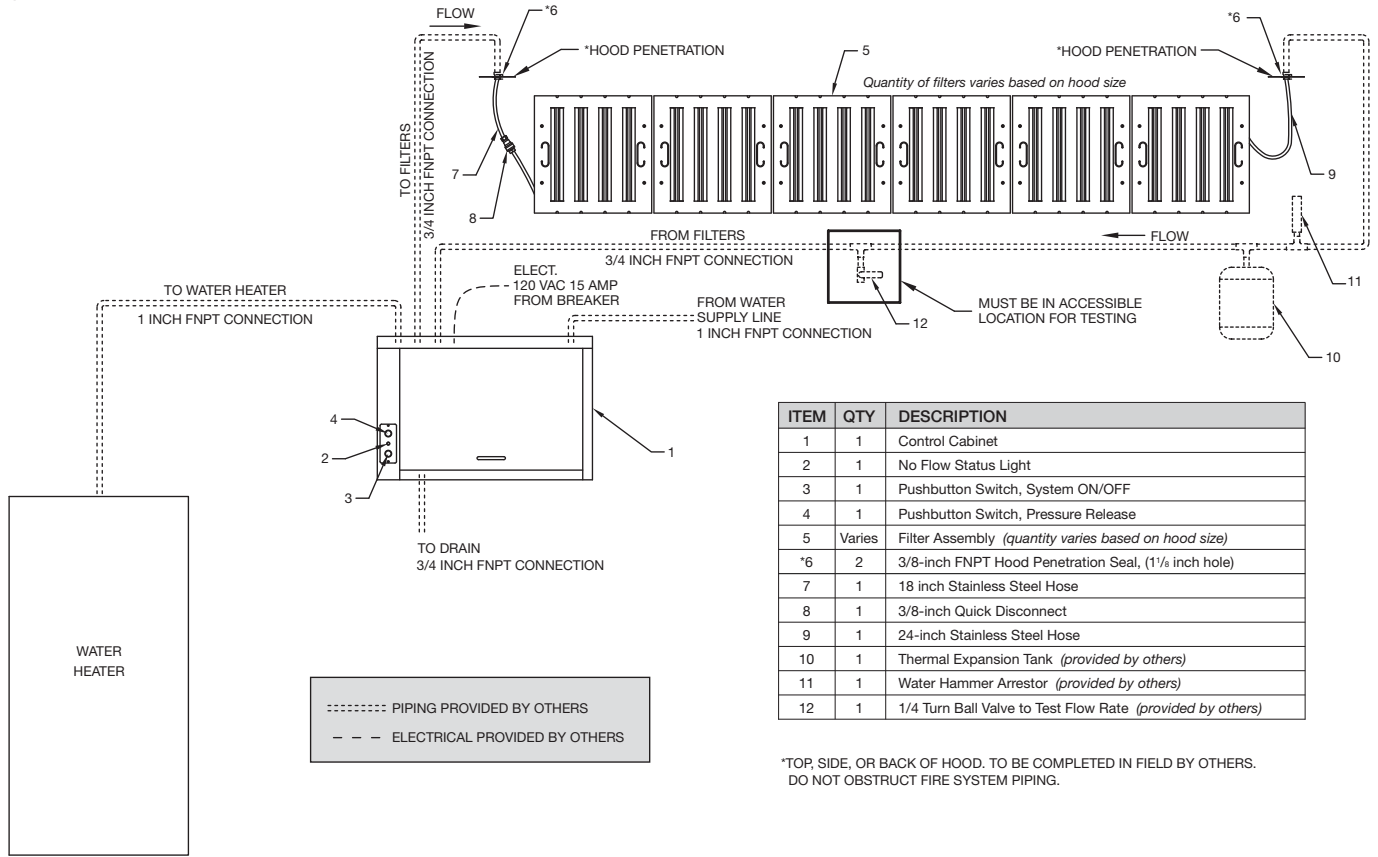 FLOW
*6
*HOOD PENETRATION
5
Quantity of filters varies based on hood size
*6
*HOOD PENETRATION
TO FILTERS
3/4 INCH FNPT CONNECTION
7
8
9
FROM FILTERS
3/4 INCH FNPT CONNECTION
FLOW
11
ELECT.
120 VAC 15 AMP
FROM BREAKER
TO WATER HEATER
1 INCH FNPT CONNECTION
FROM WATER
SUPPLY LINE
1 INCH FNPT CONNECTION
12
MUST BE IN ACCESSIBLE
LOCATION FOR TESTING
10
4
2
3
1
TO DRAIN
3/4 INCH FNPT CONNECTION
WATER
HEATER
PIPING PROVIDED BY OTHERS
ELECTRICAL PROVIDED BY OTHERS
ITEM QTY DESCRIPTION
1 1 Control Cabinet
2 1 No Flow Status Light
3 1 Pushbutton Switch, System ON/OFF
4 1 Pushbutton Switch, Pressure Release
5 Varies Filter Assembly (quantity varies based on hood size)
*6 2 3/8-inch FNPT Hood Penetration Seal, (1 1/8 inch hole)
7 1 18 inch Stainless Steel Hose
8 1 3/8-inch Quick Disconnect
9 1 24-inch Stainless Steel Hose
10 1 Thermal Expansion Tank (provided by others)
11 1 Water Hammer Arrestor (provided by others)
12 1 1/4 Turn Ball Valve to Test Flow Rate (provided by others)
*TOP, SIDE, OR BACK OF HOOD. TO BE COMPLETED IN FIELD BY OTHERS.
DO NOT OBSTRUCT FIRE SYSTEM PIPING.